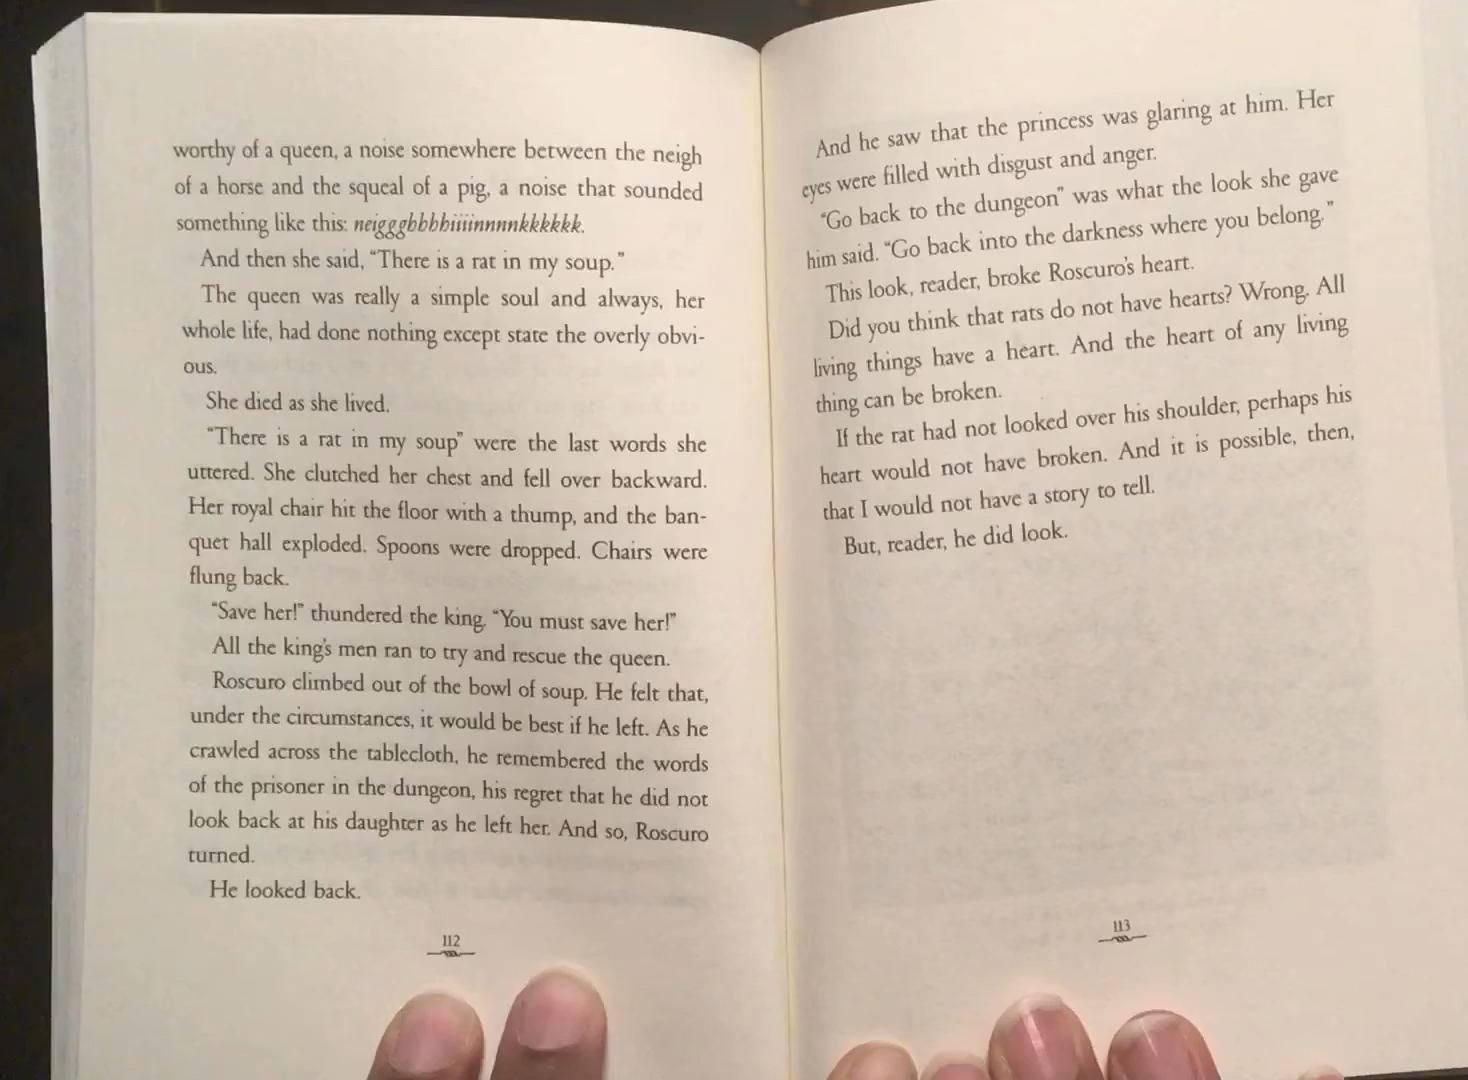 worthy of a queen, a noise somewhere between the neigh
of a horse and the squeal of a pig, a noise that sounded
something like this: neigggbbbbiiiinnnnkkkkkk.
And then she said, “There is a rat in my soup.”
The queen was really a simple soul and always, her
whole life, had done nothing except state the overly obvi-
ous.
She died as she lived.
“There is a rat in my soup” were the last words she
uttered. She clutched her chest and fell over backward.
Her royal chair hit the floor with a thump, and the ban-
quet hall exploded. Spoons were dropped. Chairs were
flung back.
“Save her!” thundered the king. “You must save her!”
All the king’s men ran to try and rescue the queen.
Roscuro climbed out of the bowl of soup. He felt that,
under the circumstances, it would be best if he left. As he
crawled across the tablecloth, he remembered the words
of the prisoner in the dungeon, his regret that he did not
look back at his daughter as he left her. And so, Roscuro
turned.
He looked back.
112
And he saw that the princess was glaring at him. Her
eyes were filled with disgust and anger.
“Go back to the dungeon” was what the look she gave
him said. “Go back into the darkness where you belong.”
This look, reader, broke Roscuro’s heart.
Did you think that rats do not have hearts? Wrong. All
living things have a heart. And the heart of any living
thing can be broken.
If the rat had not looked over his shoulder, perhaps his
heart would not have broken. And it is possible, then,
that I would not have a story to tell.
But, reader, he did look.
113